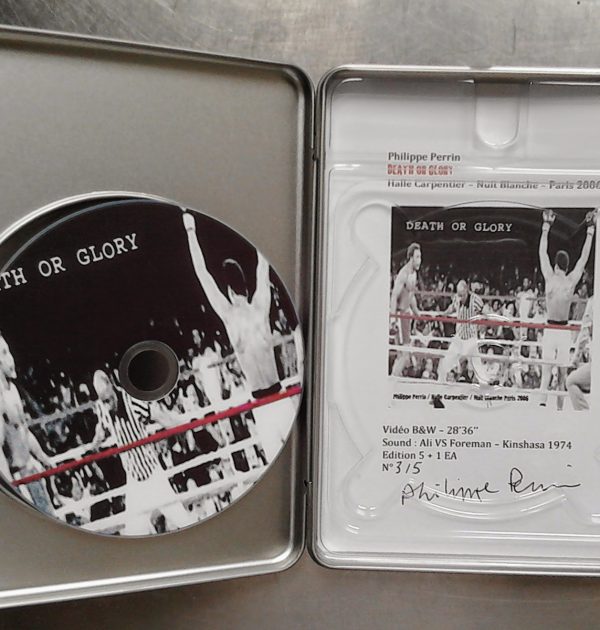 TH OR GLORY
Philippe Perrin
DEATH OR GLORY
Halle Carpentier – Nuit Blanche – Paris 2006
DEATH OR GLORY
Philippe Perrin / Halle Carpentier / Nuit Blanche Paris 2006
Vidéo B&W – 28'36"
Sound : Ali VS Foreman – Kinshasa 1974
Edition 5 + 1 EA
N° 3/5
Philippe Perrin